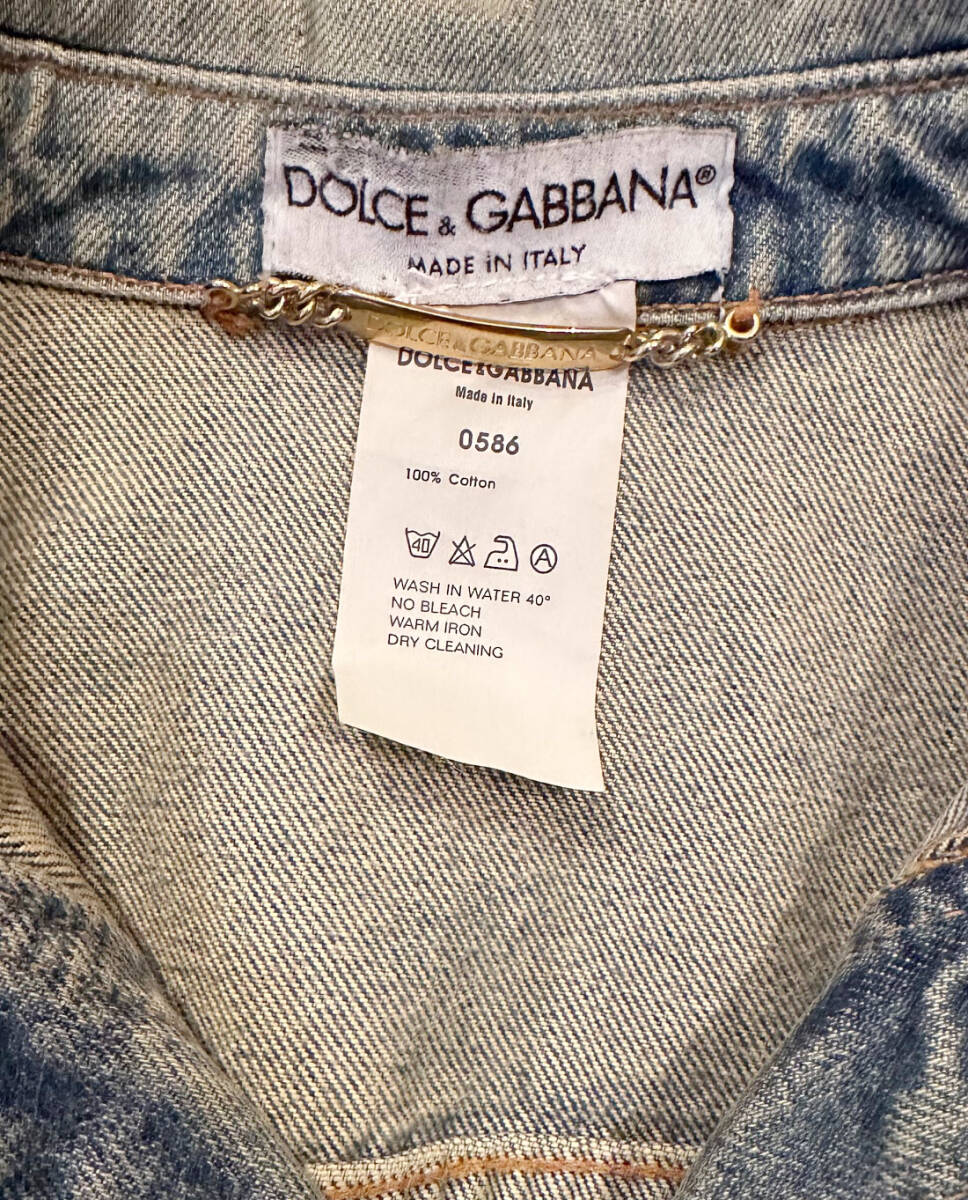 DOLCE & GABBANA®
MADE IN ITALY
DOLCE & GABBANA
DOLCE & GABBANA
Made in Italy
0586
100% Cotton
40
A
WASH IN WATER 40°
NO BLEACH
WARM IRON
DRY CLEANING